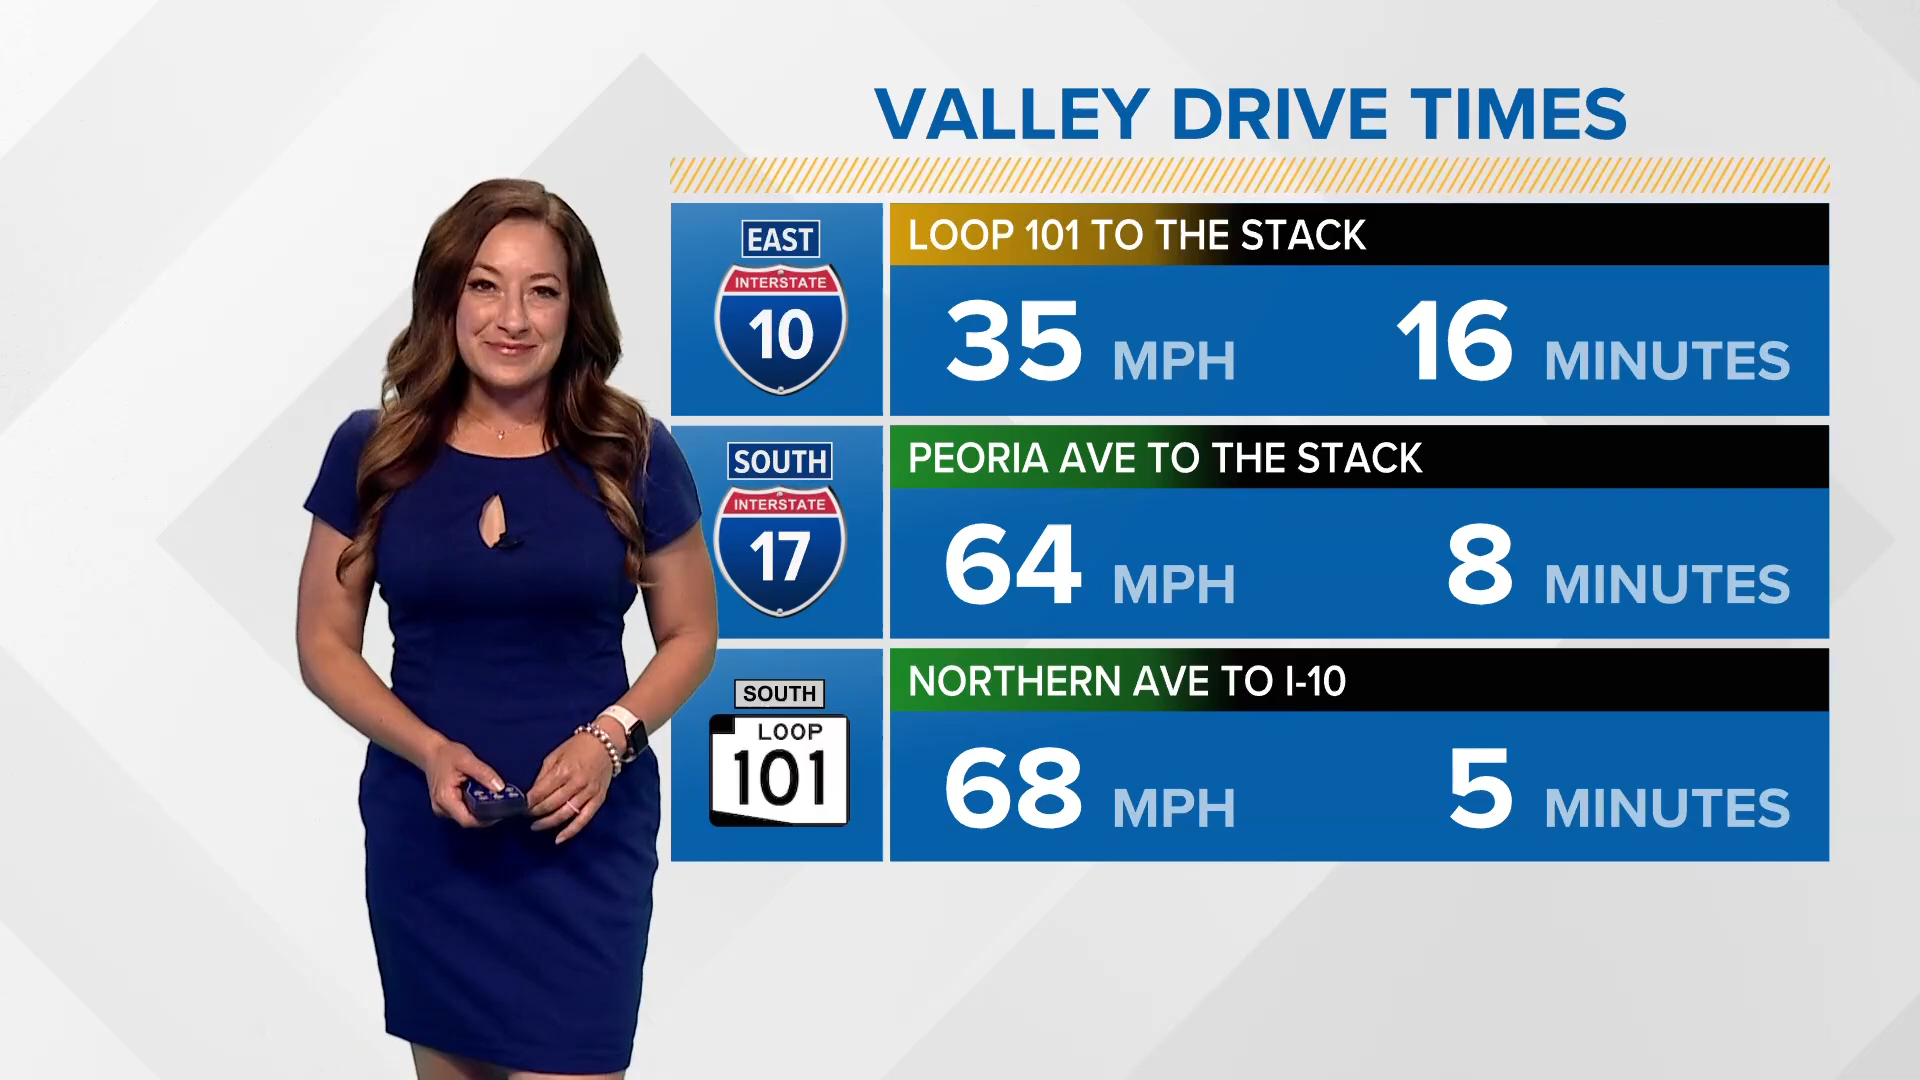 VALLEY DRIVE TIMES
EAST
INTERSTATE
10
LOOP 101 TO THE STACK
35 MPH 16 MINUTES
SOUTH
INTERSTATE
17
PEORIA AVE TO THE STACK
64 MPH 8 MINUTES
SOUTH
LOOP
101
NORTHERN AVE TO I-10
68 MPH 5 MINUTES